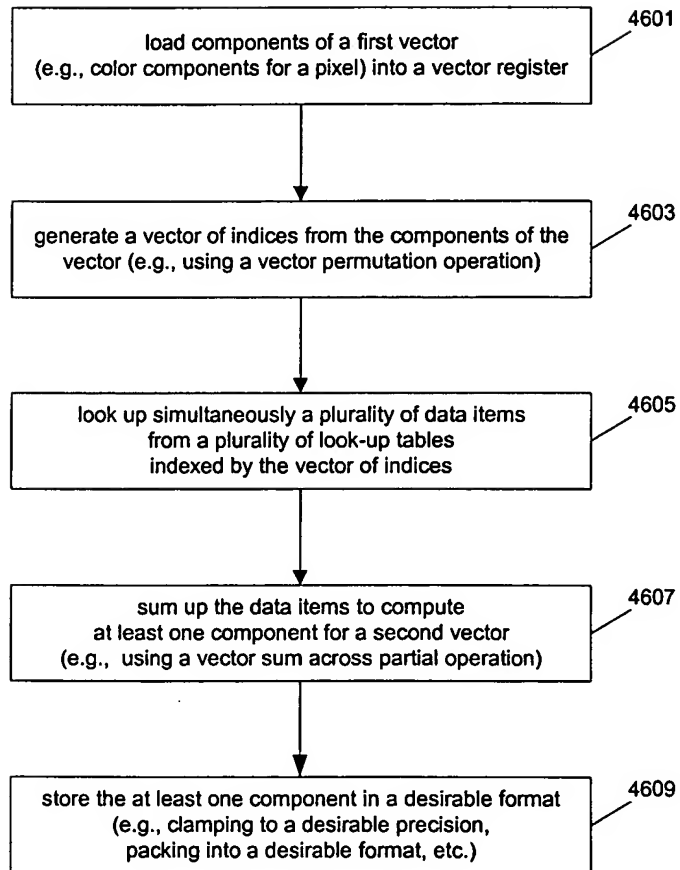 4601
load components of a first vector
(e.g., color components for a pixel) into a vector register
4603
generate a vector of indices from the components of the
vector (e.g., using a vector permutation operation)
4605
look up simultaneously a plurality of data items
from a plurality of look-up tables
indexed by the vector of indices
4607
sum up the data items to compute
at least one component for a second vector
(e.g., using a vector sum across partial operation)
4609
store the at least one component in a desirable format
(e.g., clamping to a desirable precision,
packing into a desirable format, etc.)